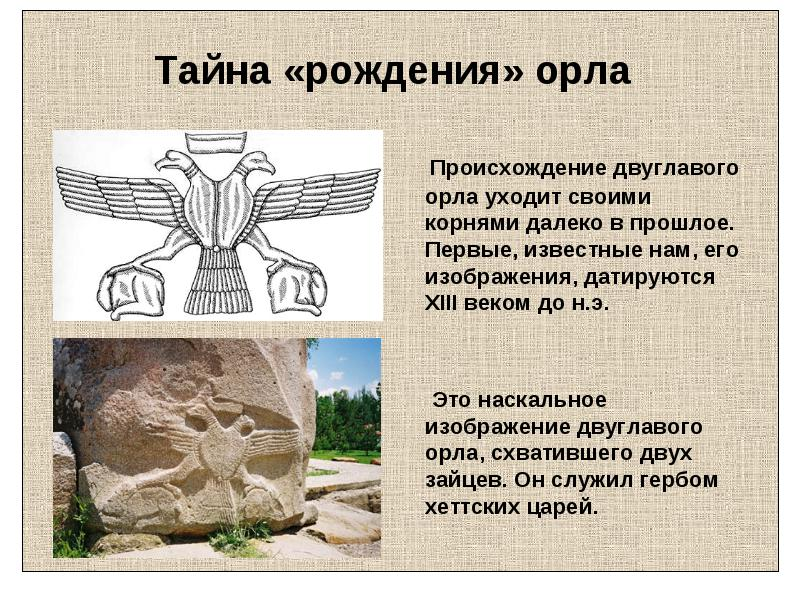 Тайна «рождения» орла
Происхождение двуглавого
орла уходит своими
корнями далеко в прошлое.
Первые, известные нам, его
изображения, датируются
XIII веком до н.э.
Это наскальное
изображение двуглавого
орла, схватившего двух
зайцев. Он служил гербом
хеттских царей.